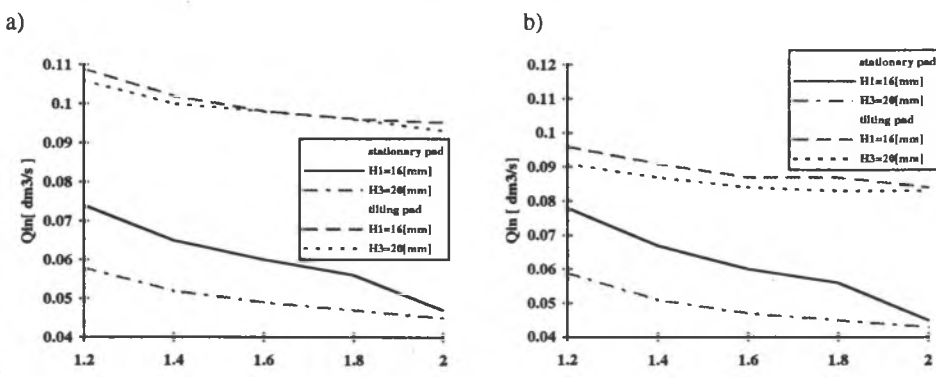 a)
0.11
0.1
0.09
0.08
0.07
0.06
0.05
0.04
Qin[ dm3/s]
1.2 1.4 1.6 1.8 2
stationary pad
H1=16[mm]
H3=20[mm]
tilting pad
H1=16[mm]
H3=20[mm]
b)
0.12
0.11
0.1
0.09
0.08
0.07
0.06
0.05
0.04
Qin[ dm3/s]
1.2 1.4 1.6 1.8 2
stationary pad
H1=16[mm]
H3=20[mm]
tilting pad
H1=16[mm]
H3=20[mm]